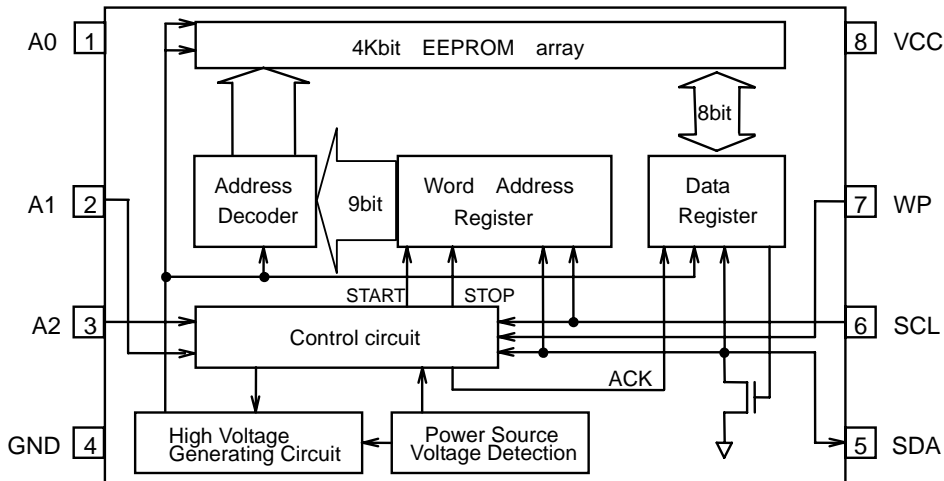 A0 1
4Kbit EEPROM array
8 VCC
8bit
A1 2
Address
Decoder
9bit
Word Address
Register
Data
Register
7 WP
START
STOP
A2 3
Control circuit
6 SCL
ACK
GND 4
High Voltage
Generating Circuit
Power Source
Voltage Detection
5 SDA